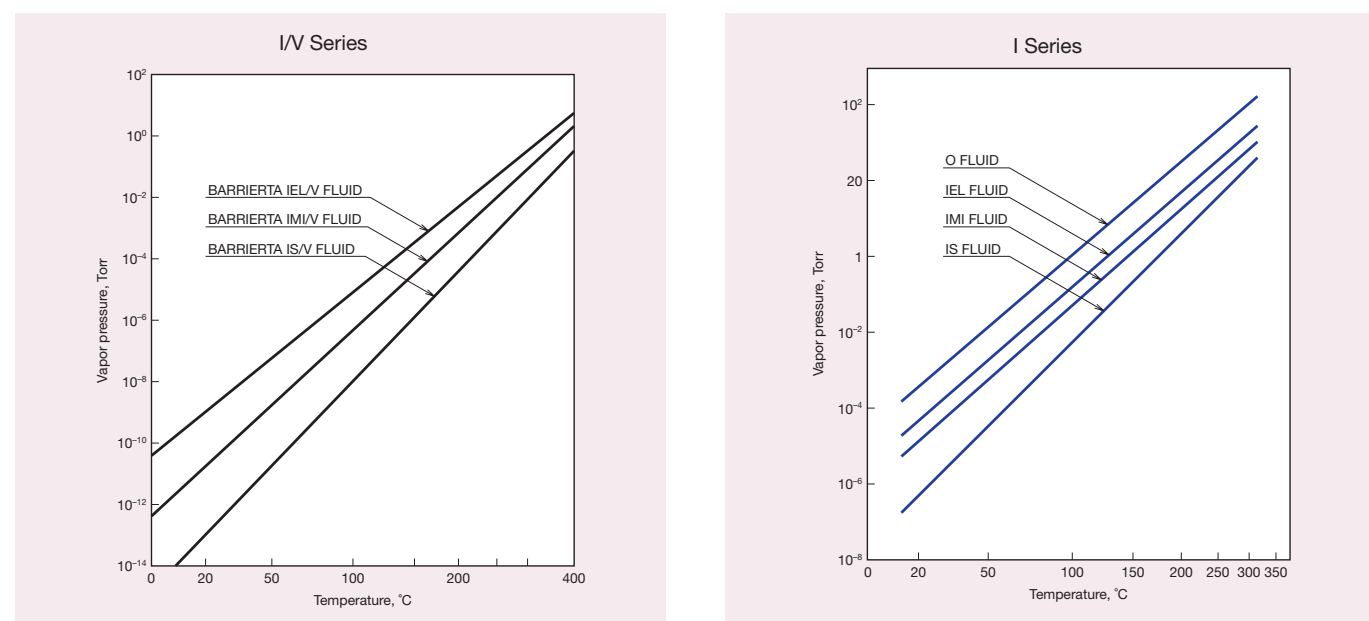 I/V Series
10²
10⁰
10⁻²
10⁻⁴
10⁻⁶
10⁻⁸
10⁻¹⁰
10⁻¹²
10⁻¹⁴
Vapor pressure, Torr
BARRIERTA IEL/V FLUID
BARRIERTA IMI/V FLUID
BARRIERTA IS/V FLUID
0 20 50 100 200 400
Temperature, ˚C
I Series
10²
20
1
10⁻²
10⁻⁴
10⁻⁶
10⁻⁸
Vapor pressure, Torr
O FLUID
IEL FLUID
IMI FLUID
IS FLUID
0 20 50 100 150 200 250 300 350
Temperature, ˚C